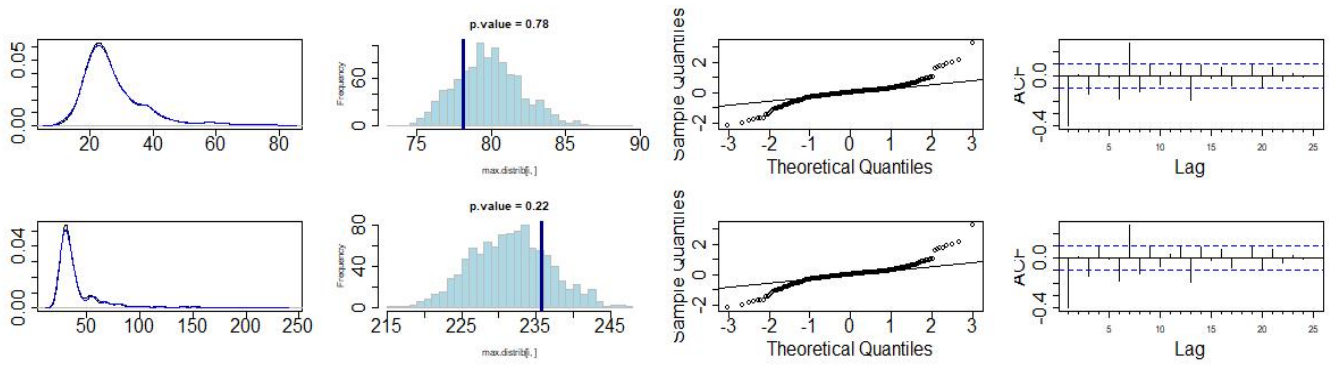 0.05
0.00
20 40 60 80
p.value = 0.78
Frequency
60
0
75 80 85 90
max.distrib[i, ]
Sample Quantiles
2
0
-2
-3 -2 -1 0 1 2 3
Theoretical Quantiles
ACF
0.0
-0.4
5 10 15 20 25
Lag
0.04
0.00
50 100 150 200 250
p.value = 0.22
Frequency
80
40
0
215 225 235 245
max.distrib[i, ]
Sample Quantiles
2
0
-2
-3 -2 -1 0 1 2 3
Theoretical Quantiles
ACF
0.0
-0.4
5 10 15 20 25
Lag